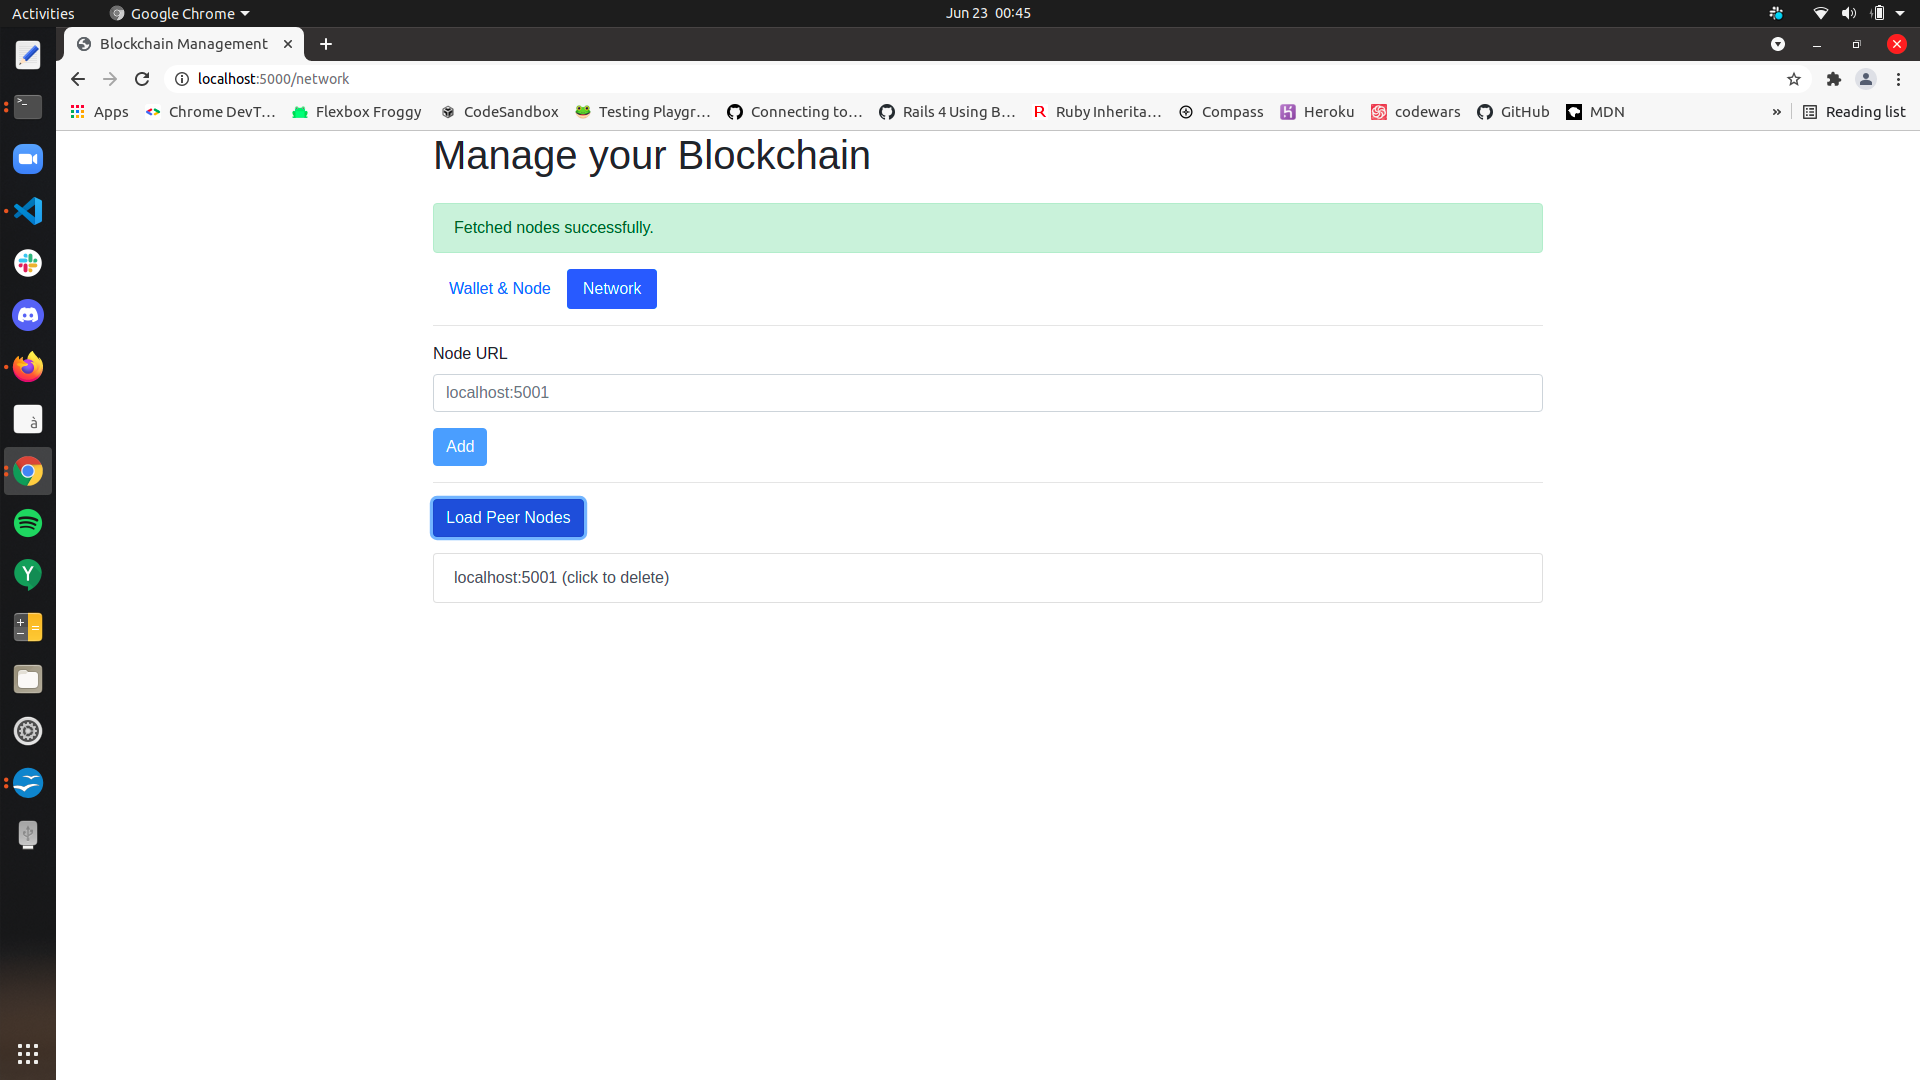 Activities
Google Chrome
Jun 23 00:45
Blockchain Management
localhost:5000/network
Apps
Chrome DevT…
Flexbox Froggy
CodeSandbox
Testing Playgr…
Connecting to…
Rails 4 Using B…
R
Ruby Inherita…
Compass
Heroku
codewars
GitHub
MDN
»
Reading list
Manage your Blockchain
Fetched nodes successfully.
Wallet & Node
Network
Node URL
localhost:5001
Add
Load Peer Nodes
localhost:5001 (click to delete)